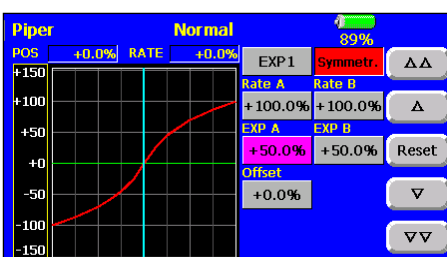 Piper Normal 89%
POS +0.0% RATE +0.0%
EXP1 Symmetr.
Rate A Rate B
+100.0% +100.0%
EXP A EXP B
+50.0% +50.0% Reset
Offset
+0.0%
+150
+100
+50
+0
-50
-100
-150